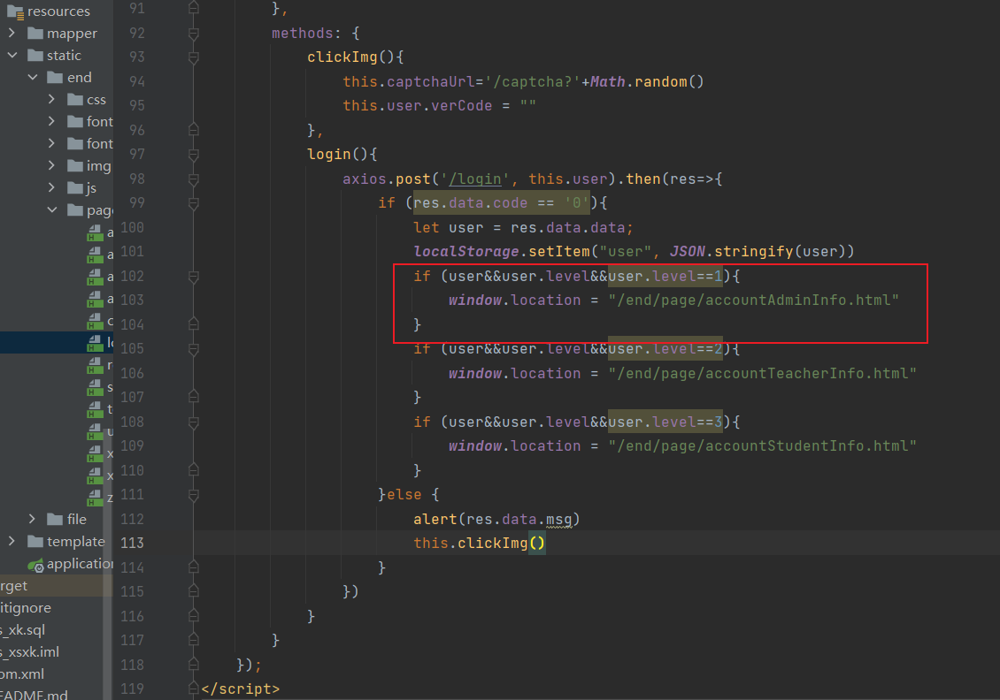 resources
mapper
static
end
css
font
font
img
js
page
a
a
a
a
c
lo
r
s
t
u
x
x
z
file
template
application
rget
itignore
s_xk.sql
s_xsxk.iml
om.xml
EADME.md
91 },
92 methods: {
93 clickImg(){
94 this.captchaUrl='/captcha?'+Math.random()
95 this.user.verCode = ""
96 },
97 login(){
98 axios.post('/login', this.user).then(res=>{
99 if (res.data.code == '0'){
100 let user = res.data.data;
101 localStorage.setItem("user", JSON.stringify(user))
102 if (user&&user.level&&user.level==1){
103 window.location = "/end/page/accountAdminInfo.html"
104 }
105 if (user&&user.level&&user.level==2){
106 window.location = "/end/page/accountTeacherInfo.html"
107 }
108 if (user&&user.level&&user.level==3){
109 window.location = "/end/page/accountStudentInfo.html"
110 }
111 }else {
112 alert(res.data.msg)
113 this.clickImg()
114 }
115 })
116 }
117 }
118 });
119 </script>